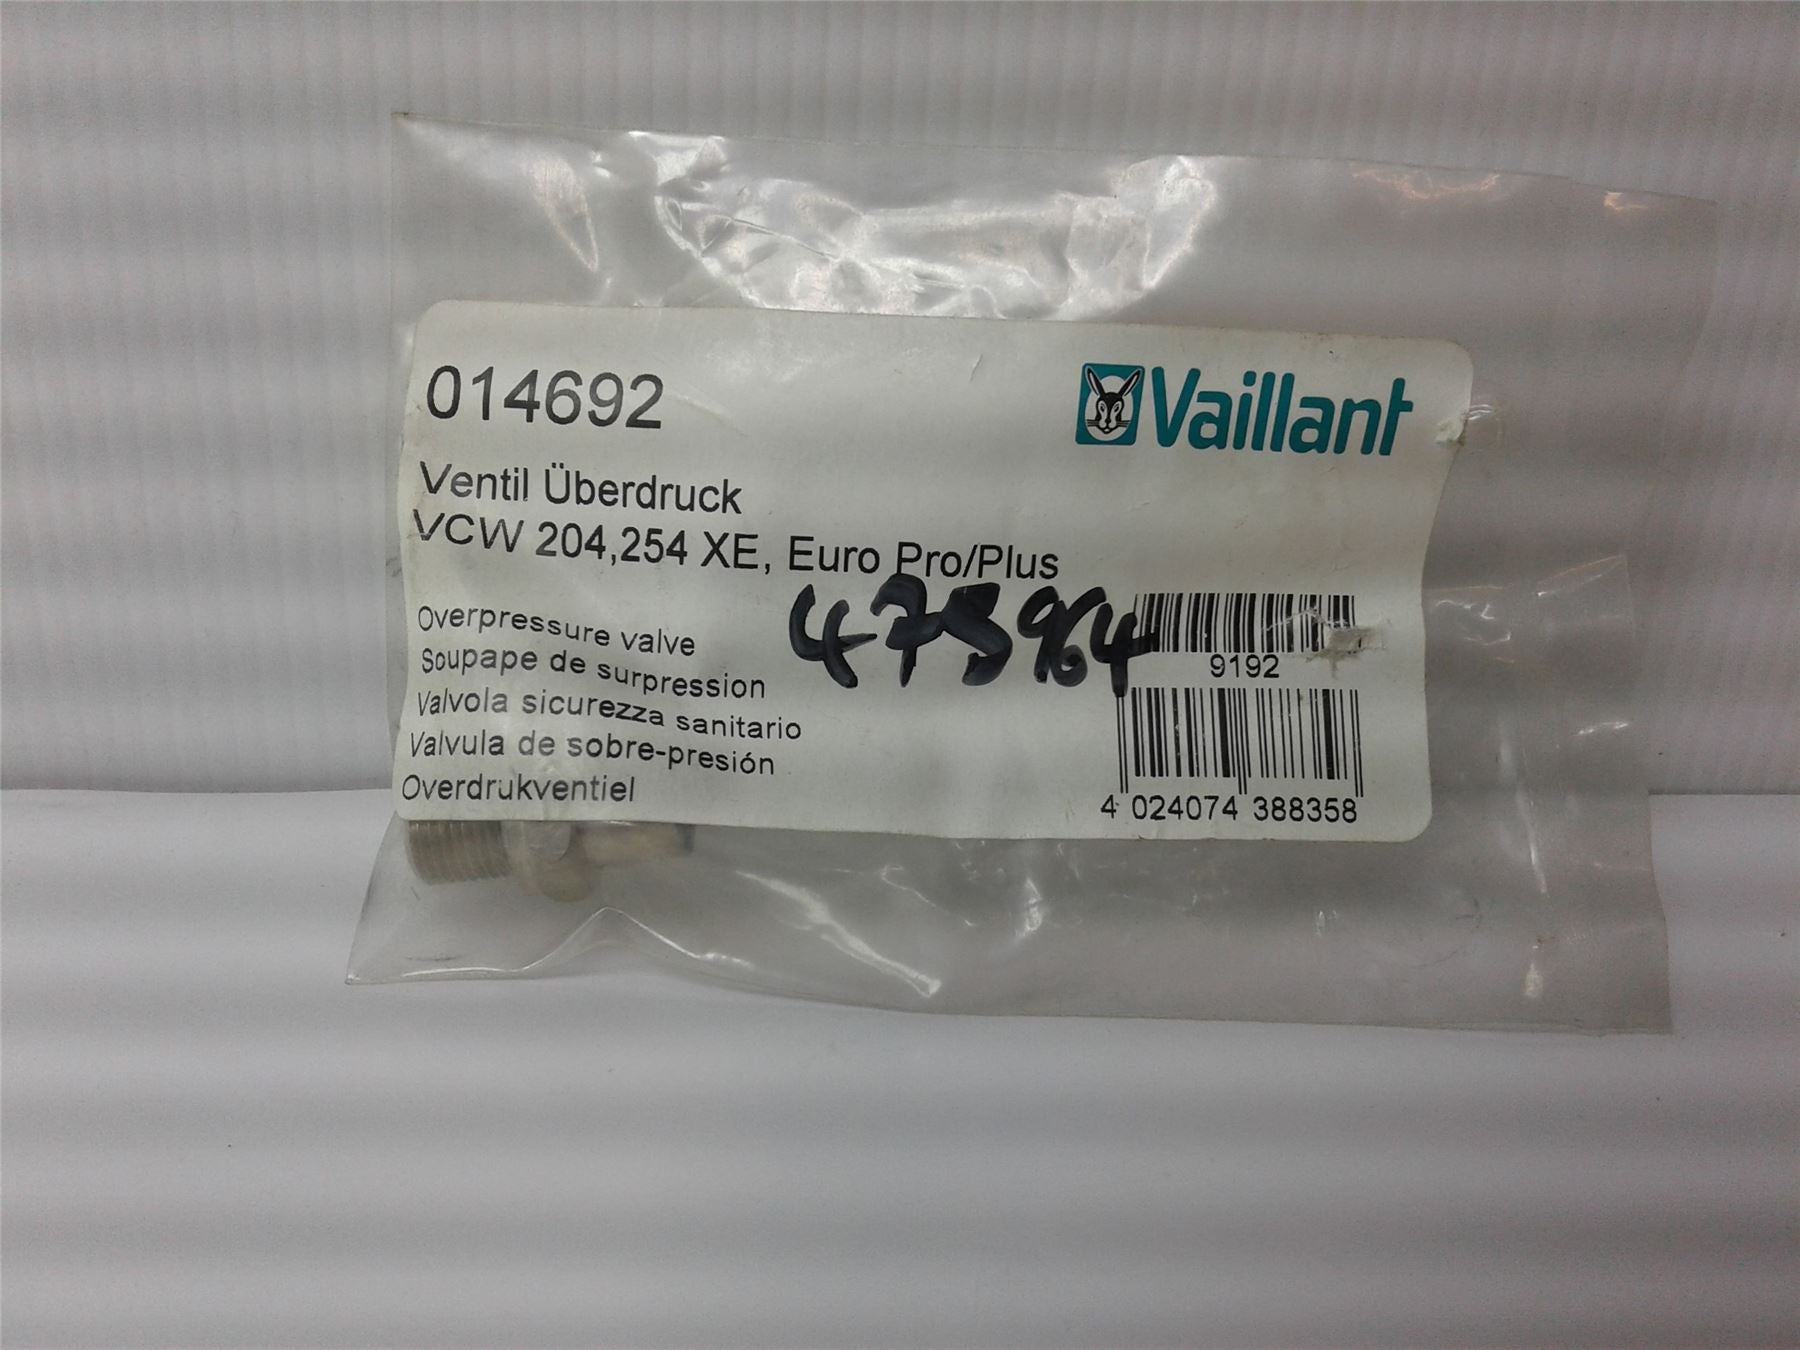 014692
Vaillant
Ventil Überdruck
VCW 204,254 XE, Euro Pro/Plus
475964
Overpressure valve
Soupape de surpression
Valvola sicurezza sanitario
Valvula de sobre-presión
Overdrukventiel
9192
4 024074 388358